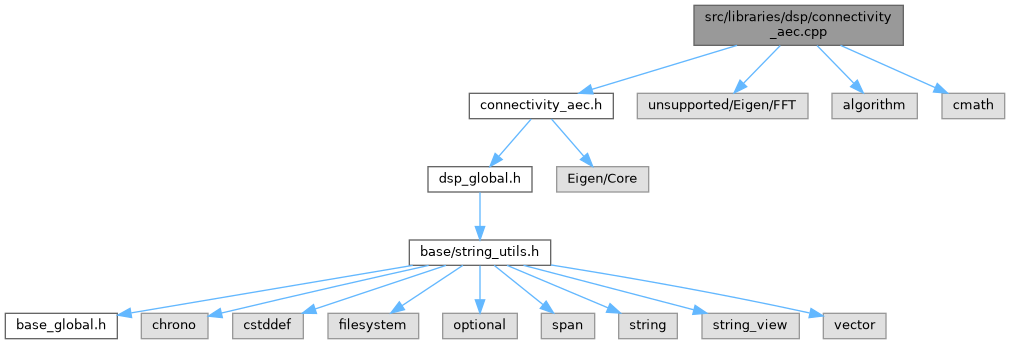 src/libraries/dsp/connectivity
_aec.cpp
connectivity_aec.h
unsupported/Eigen/FFT
algorithm
cmath
dsp_global.h
Eigen/Core
base/string_utils.h
base_global.h
chrono
cstddef
filesystem
optional
span
string
string_view
vector